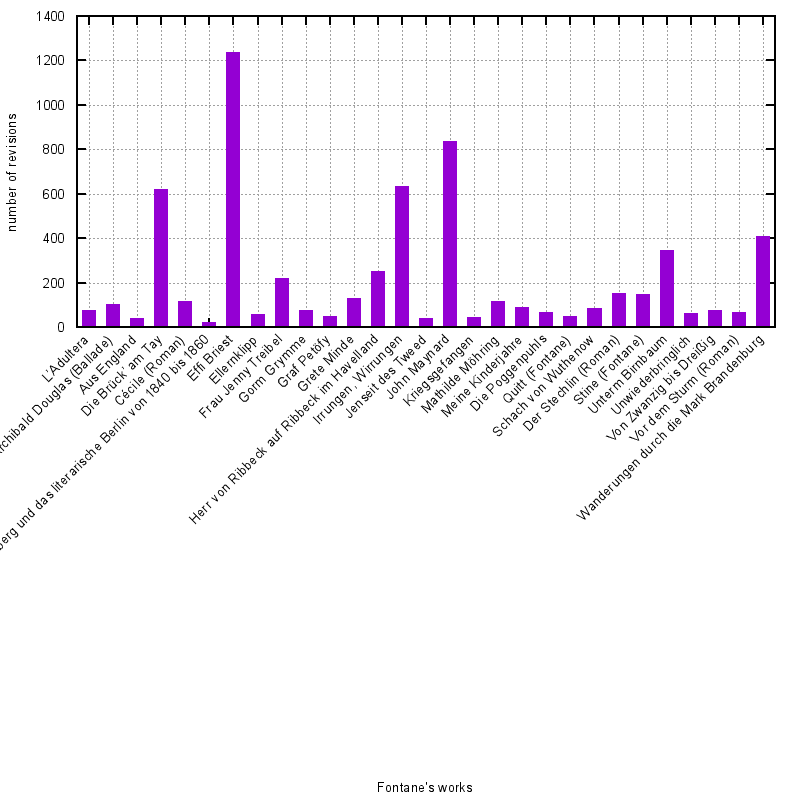 1400
1200
1000
800
600
400
200
0
number of revisions
L'Adultera
Archibald Douglas (Ballade)
Aus England
Die Brück' am Tay
Cécile (Roman)
berg und das literarische Berlin von 1840 bis 1860
Effi Briest
Ellernklipp
Frau Jenny Treibel
Gorm Grymme
Graf Petöfy
Grete Minde
Herr von Ribbeck auf Ribbeck im Havelland
Irrungen, Wirrungen
Jenseit des Tweed
John Maynard
Kriegsgefangen
Mathilde Möhring
Meine Kinderjahre
Die Poggenpuhls
Quitt (Fontane)
Schach von Wuthenow
Der Stechlin (Roman)
Stine (Fontane)
Unterm Birnbaum
Unwiederbringlich
Von Zwanzig bis Dreißig
Vor dem Sturm (Roman)
Wanderungen durch die Mark Brandenburg
Fontane's works